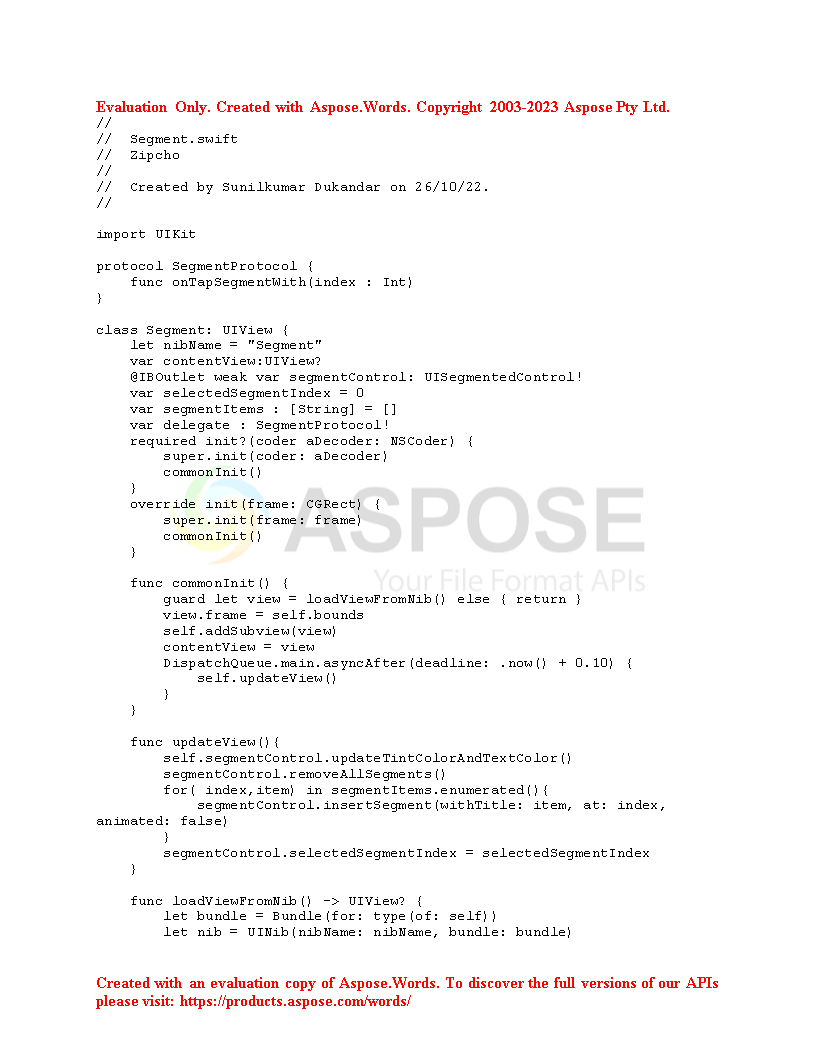 Evaluation Only. Created with Aspose.Words. Copyright 2003-2023 Aspose Pty Ltd.
//
//  Segment.swift
//  Zipcho
//
//  Created by Sunilkumar Dukandar on 26/10/22.
//

import UIKit

protocol SegmentProtocol {
    func onTapSegmentWith(index : Int)
}

class Segment: UIView {
    let nibName = "Segment"
    var contentView:UIView?
    @IBOutlet weak var segmentControl: UISegmentedControl!
    var selectedSegmentIndex = 0
    var segmentItems : [String] = []
    var delegate : SegmentProtocol!
    required init?(coder aDecoder: NSCoder) {
        super.init(coder: aDecoder)
        commonInit()
    }
    override init(frame: CGRect) {
        super.init(frame: frame)
        commonInit()
    }
ASPOSE
Your File Format APIs

    func commonInit() {
        guard let view = loadViewFromNib() else { return }
        view.frame = self.bounds
        self.addSubview(view)
        contentView = view
        DispatchQueue.main.asyncAfter(deadline: .now() + 0.10) {
            self.updateView()
        }
    }

    func updateView(){
        self.segmentControl.updateTintColorAndTextColor()
        segmentControl.removeAllSegments()
        for( index,item) in segmentItems.enumerated(){
            segmentControl.insertSegment(withTitle: item, at: index,
animated: false)
        }
        segmentControl.selectedSegmentIndex = selectedSegmentIndex
    }

    func loadViewFromNib() -> UIView? {
        let bundle = Bundle(for: type(of: self))
        let nib = UINib(nibName: nibName, bundle: bundle)

Created with an evaluation copy of Aspose.Words. To discover the full versions of our APIs
please visit: https://products.aspose.com/words/